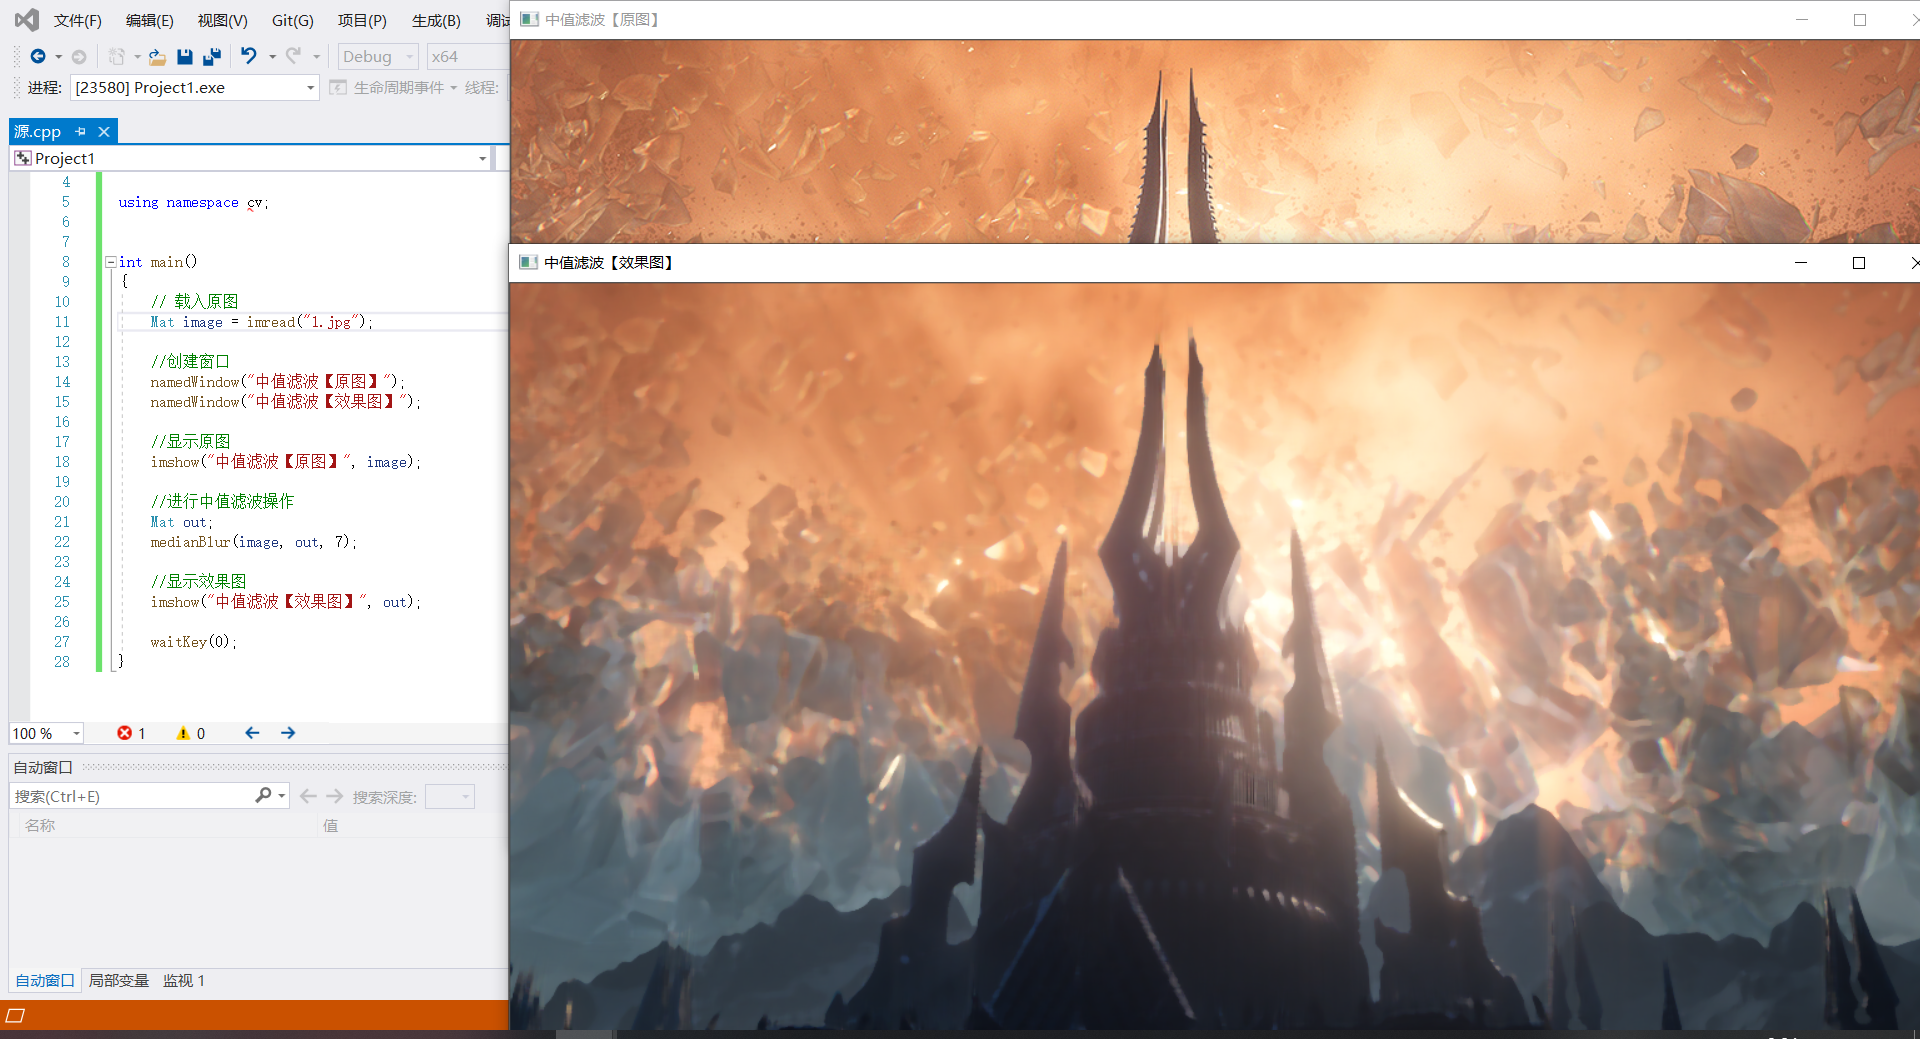 文件(F) 编辑(E) 视图(V) Git(G) 项目(P) 生成(B) 调试
Debug x64
进程: [23580] Project1.exe 生命周期事件 线程:
源.cpp
Project1
4
5 using namespace cv;
6
7
8 int main()
9 {
10 // 载入原图
11 Mat image = imread("1.jpg");
12
13 //创建窗口
14 namedWindow("中值滤波【原图】");
15 namedWindow("中值滤波【效果图】");
16
17 //显示原图
18 imshow("中值滤波【原图】", image);
19
20 //进行中值滤波操作
21 Mat out;
22 medianBlur(image, out, 7);
23
24 //显示效果图
25 imshow("中值滤波【效果图】", out);
26
27 waitKey(0);
28 }
100 % 1 0
自动窗口
搜索(Ctrl+E) 搜索深度:
名称 值
自动窗口 局部变量 监视 1
中值滤波【原图】
中值滤波【效果图】